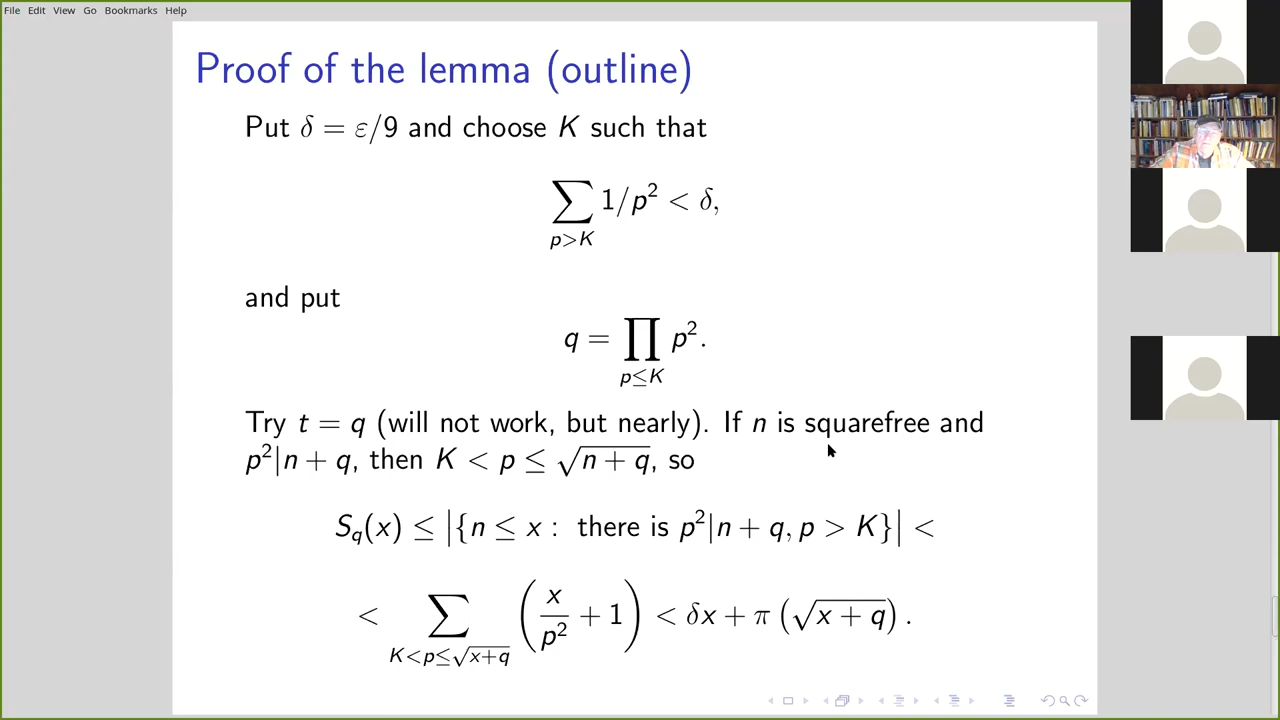 File Edit View Go Bookmarks Help
Proof of the lemma (outline)
Put δ = ε/9 and choose K such that
∑_{p>K} 1/p² < δ,
and put
q = ∏_{p≤K} p².
Try t = q (will not work, but nearly). If n is squarefree and
p²|n + q, then K < p ≤ √(n + q), so
S_q(x) ≤ |{n ≤ x : there is p²|n + q, p > K}| <
< ∑_{K<p≤√(x+q)} (x/p² + 1) < δx + π(√(x + q)).